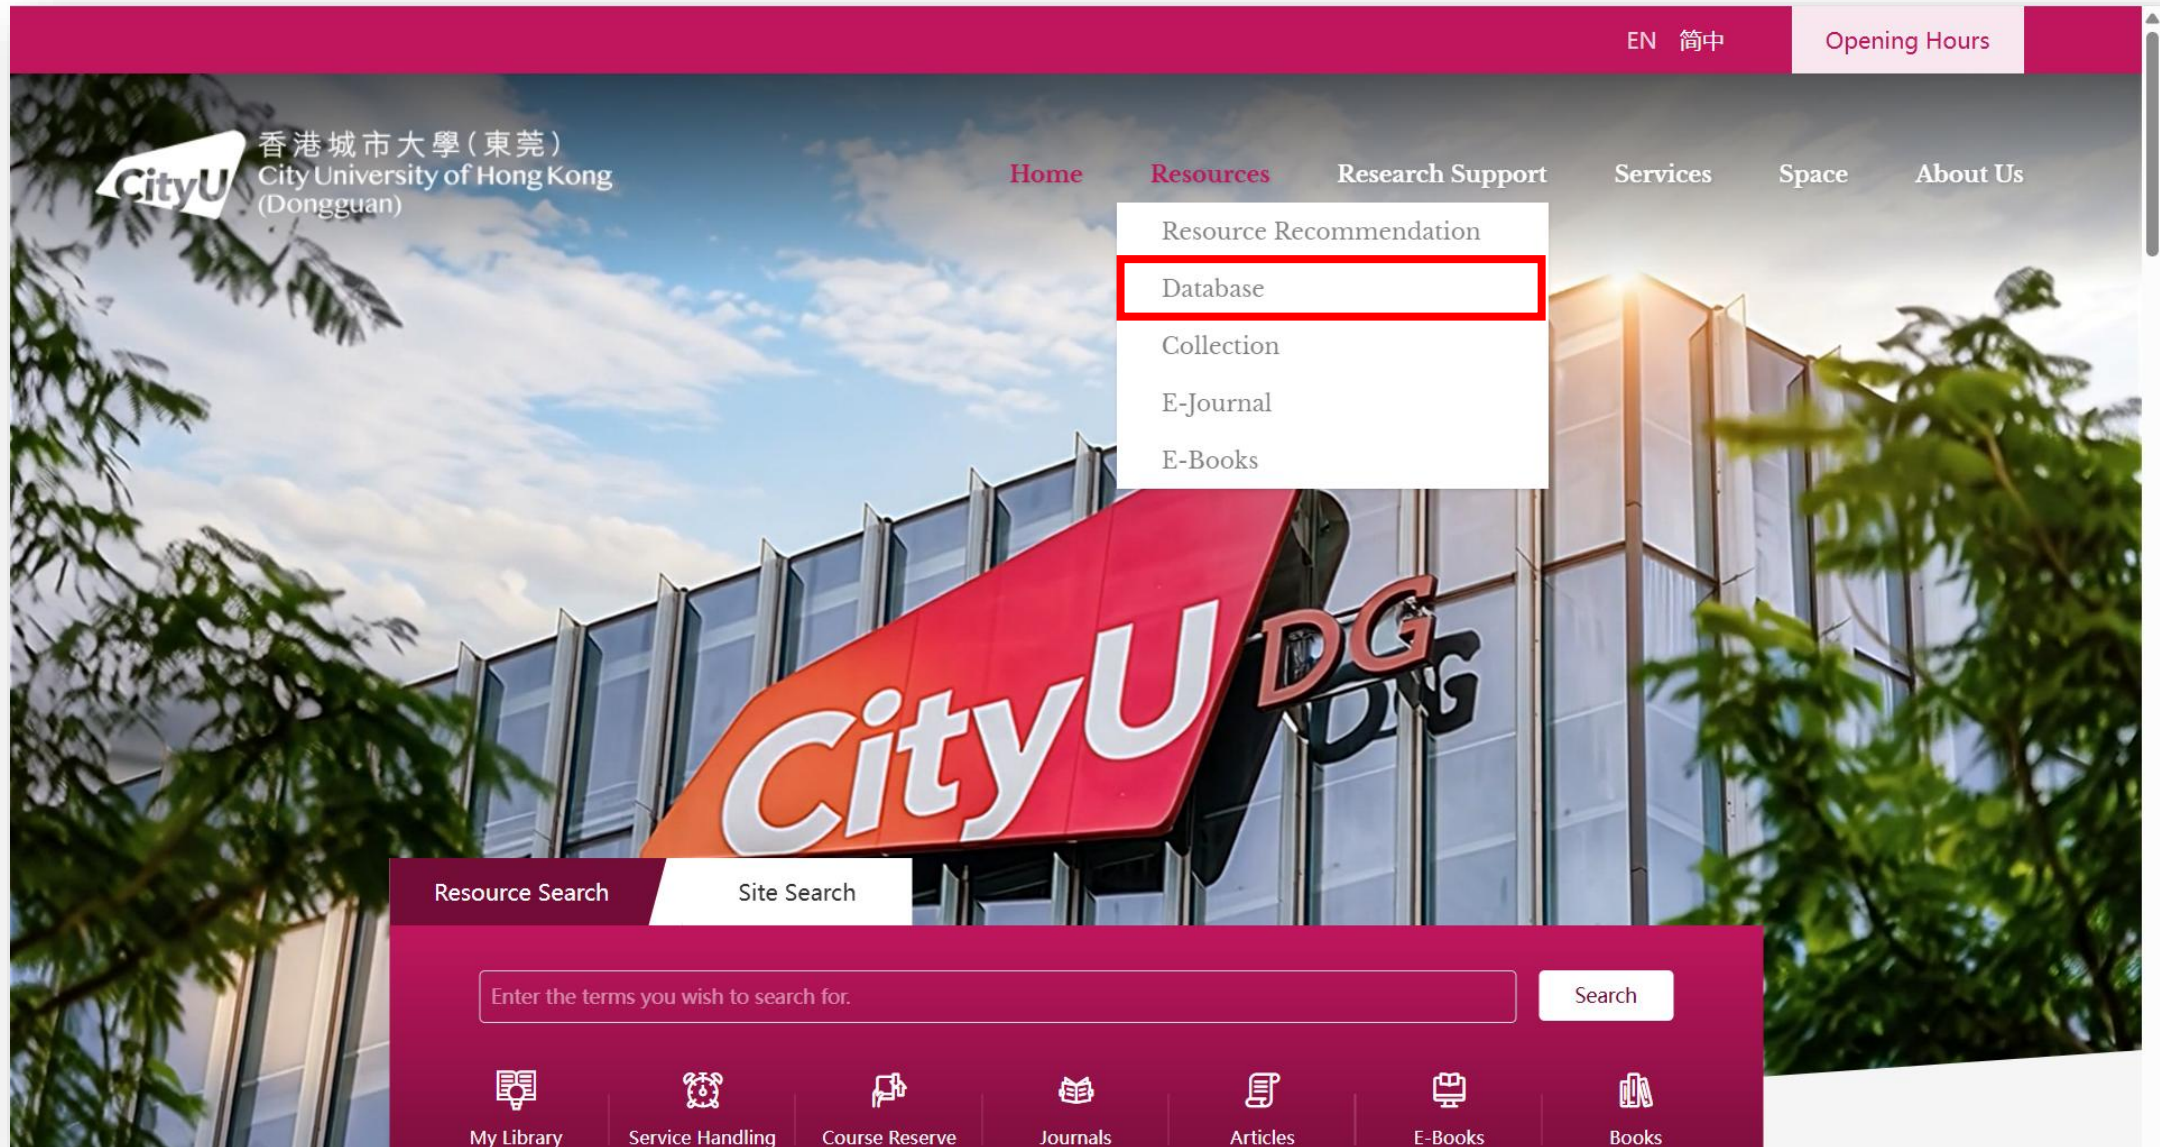 EN 简中 Opening Hours
香港城市大學(東莞)
City University of Hong Kong
(Dongguan)
CityU
Home Resources Research Support Services Space About Us
Resource Recommendation
Database
Collection
E-Journal
E-Books
CityU DG
Resource Search Site Search
Enter the terms you wish to search for. Search
My Library Service Handling Course Reserve Journals Articles E-Books Books